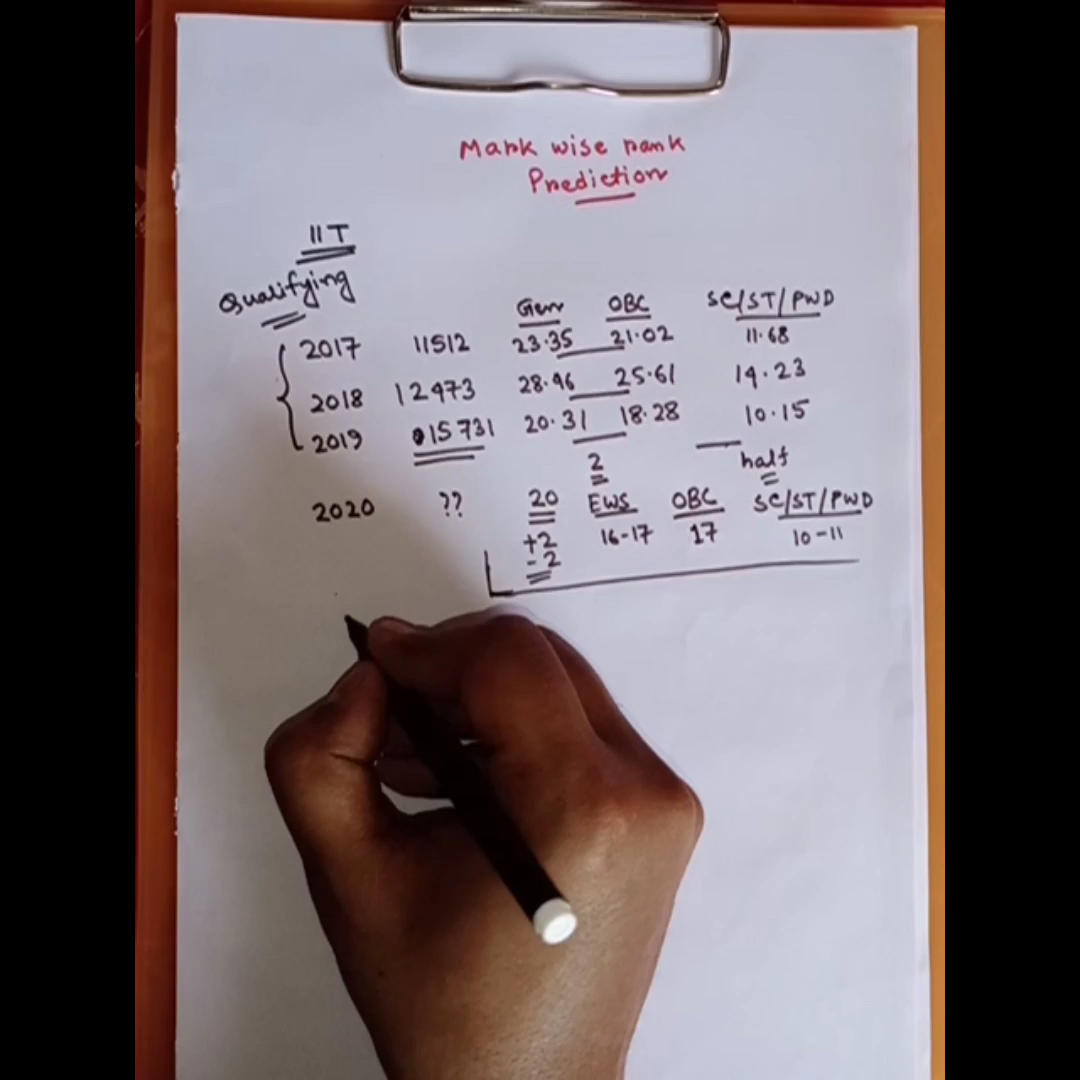 Mark wise rank
Prediction
IIT
Qualifying
Gen OBC SC/ST/PWD
2017 11512 23.35 21.02 11.68
2018 12473 28.46 25.61 14.23
2019 15731 20.31 18.28 10.15
2 half
2020 ?? 20 EWS OBC SC/ST/PWD
+2 16-17 17 10-11
-2